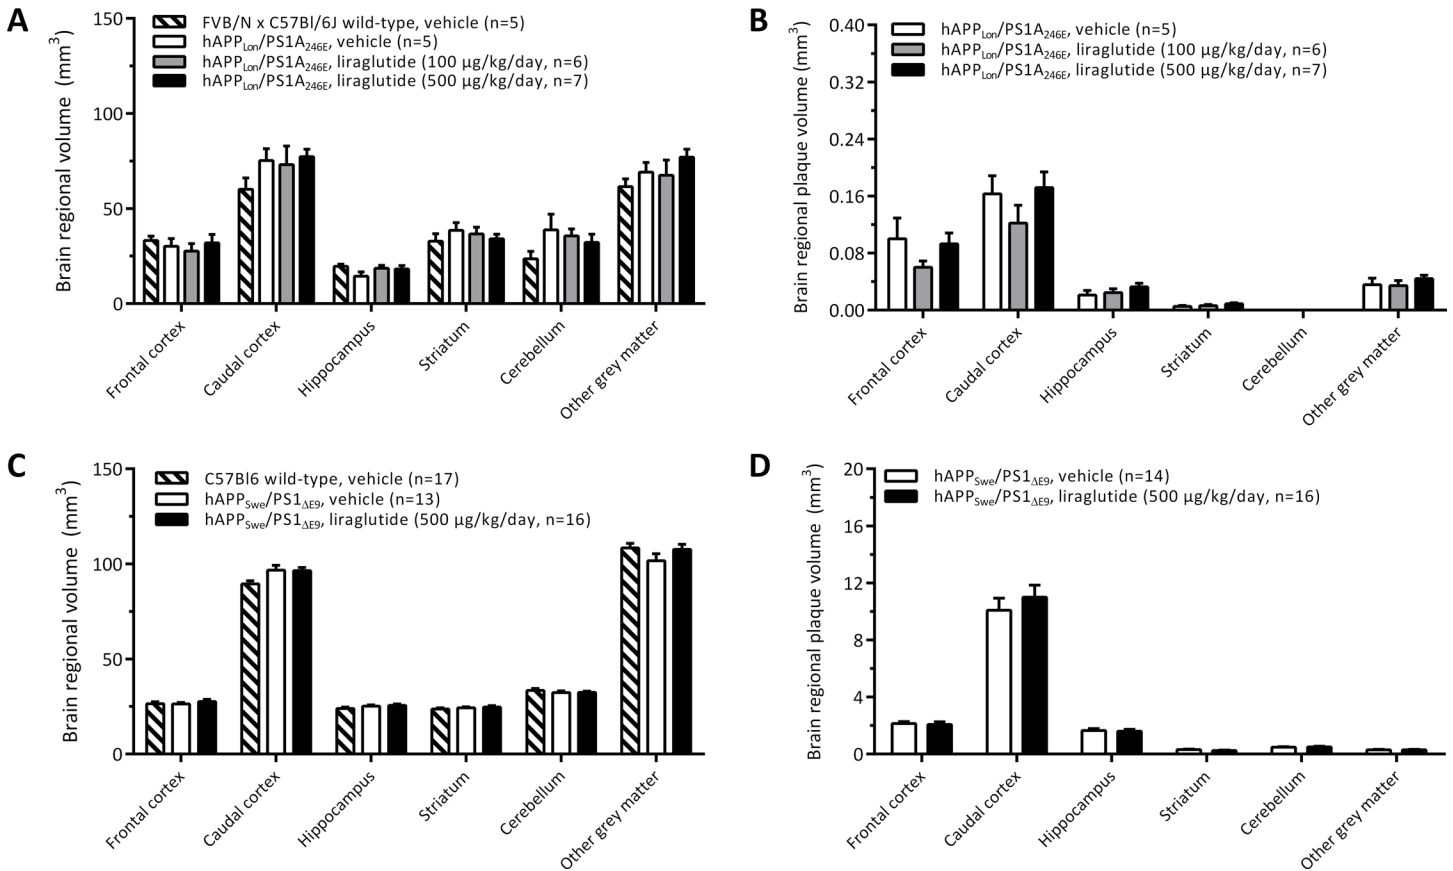 A
Brain regional volume (mm³)
150
100
50
0
FVB/N x C57Bl/6J wild-type, vehicle (n=5)
hAPPLon/PS1A246E, vehicle (n=5)
hAPPLon/PS1A246E, liraglutide (100 µg/kg/day, n=6)
hAPPLon/PS1A246E, liraglutide (500 µg/kg/day, n=7)
Frontal cortex
Caudal cortex
Hippocampus
Striatum
Cerebellum
Other grey matter
B
Brain regional plaque volume (mm³)
0.40
0.32
0.24
0.16
0.08
0.00
hAPPLon/PS1A246E, vehicle (n=5)
hAPPLon/PS1A246E, liraglutide (100 µg/kg/day, n=6)
hAPPLon/PS1A246E, liraglutide (500 µg/kg/day, n=7)
Frontal cortex
Caudal cortex
Hippocampus
Striatum
Cerebellum
Other grey matter
C
Brain regional volume (mm³)
150
100
50
0
C57Bl6 wild-type, vehicle (n=17)
hAPPSwe/PS1ΔE9, vehicle (n=13)
hAPPSwe/PS1ΔE9, liraglutide (500 µg/kg/day, n=16)
Frontal cortex
Caudal cortex
Hippocampus
Striatum
Cerebellum
Other grey matter
D
Brain regional plaque volume (mm³)
20
16
12
8
4
0
hAPPSwe/PS1ΔE9, vehicle (n=14)
hAPPSwe/PS1ΔE9, liraglutide (500 µg/kg/day, n=16)
Frontal cortex
Caudal cortex
Hippocampus
Striatum
Cerebellum
Other grey matter